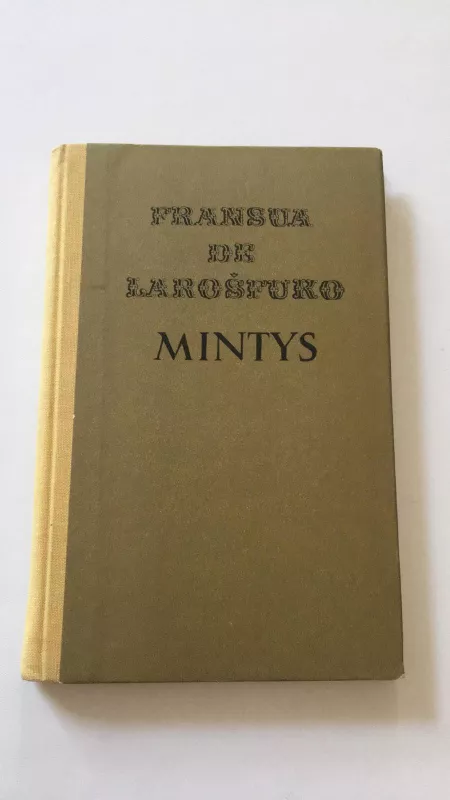 FRANSUA
DE
LAROŠFUKO
MINTYS